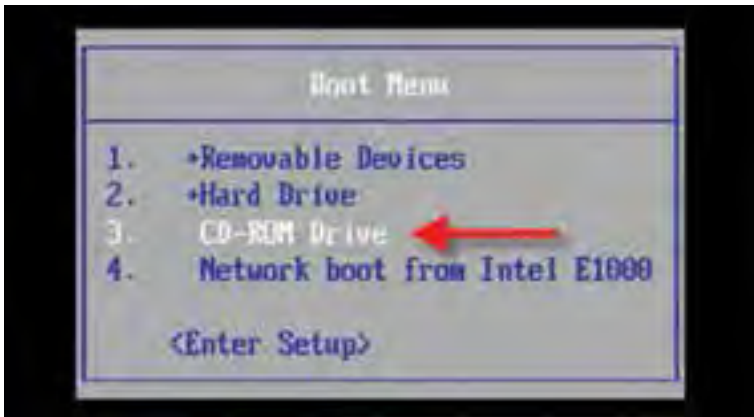 Boot Menu
1. +Removable Devices
2. +Hard Drive
3. CD-ROM Drive
4. Network boot from Intel E1000
<Enter Setup>